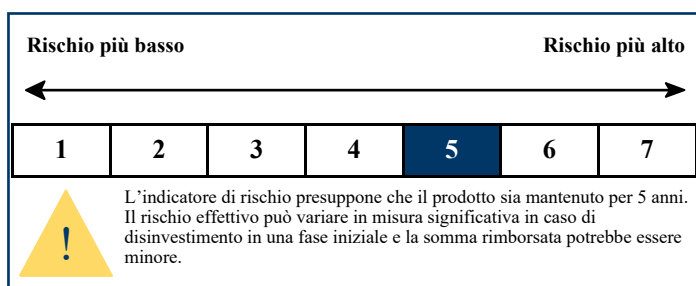 Rischio più basso Rischio più alto
1 2 3 4 5 6 7
L'indicatore di rischio presuppone che il prodotto sia mantenuto per 5 anni.
Il rischio effettivo può variare in misura significativa in caso di
disinvestimento in una fase iniziale e la somma rimborsata potrebbe essere
minore.
!